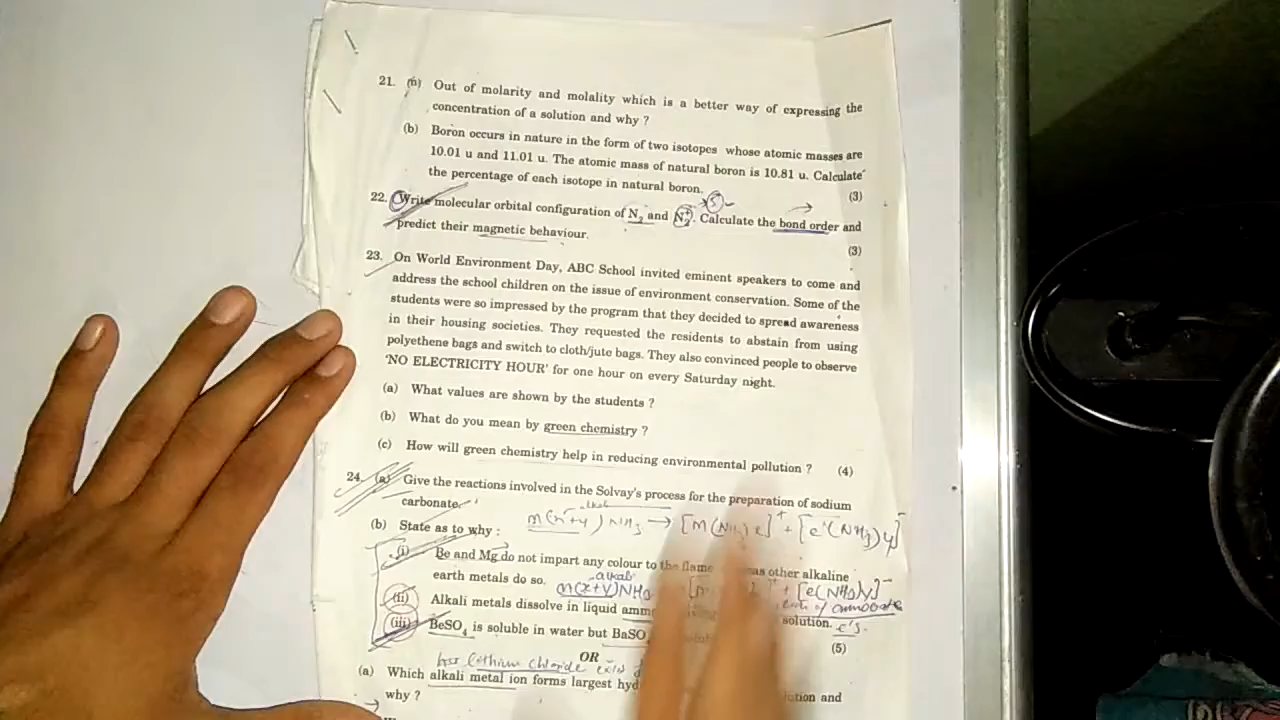 21. (a) Out of molarity and molality which is a better way of expressing the
concentration of a solution and why ?
(b) Boron occurs in nature in the form of two isotopes whose atomic masses are
10.01 u and 11.01 u. The atomic mass of natural boron is 10.81 u. Calculate
the percentage of each isotope in natural boron.
(3)
22. Write molecular orbital configuration of N₂ and N₂⁺. Calculate the bond order and
predict their magnetic behaviour.
(3)
23. On World Environment Day, ABC School invited eminent speakers to come and
address the school children on the issue of environment conservation. Some of the
students were so impressed by the program that they decided to spread awareness
in their housing societies. They requested the residents to abstain from using
polyethene bags and switch to cloth/jute bags. They also convinced people to observe
'NO ELECTRICITY HOUR' for one hour on every Saturday night.
(a) What values are shown by the students ?
(b) What do you mean by green chemistry ?
(c) How will green chemistry help in reducing environmental pollution ? (4)
24. (a) Give the reactions involved in the Solvay's process for the preparation of sodium
carbonate.
(b) State as to why :
(i) Be and Mg do not impart any colour to the flame other alkaline
earth metals do so.
alkali
(ii) Alkali metals dissolve in liquid solution. e's.
(iii) BeSO₄ is soluble in water but BaSO
(5)
OR
Lithium chloride
(a) Which alkali metal ion forms largest and
why ?